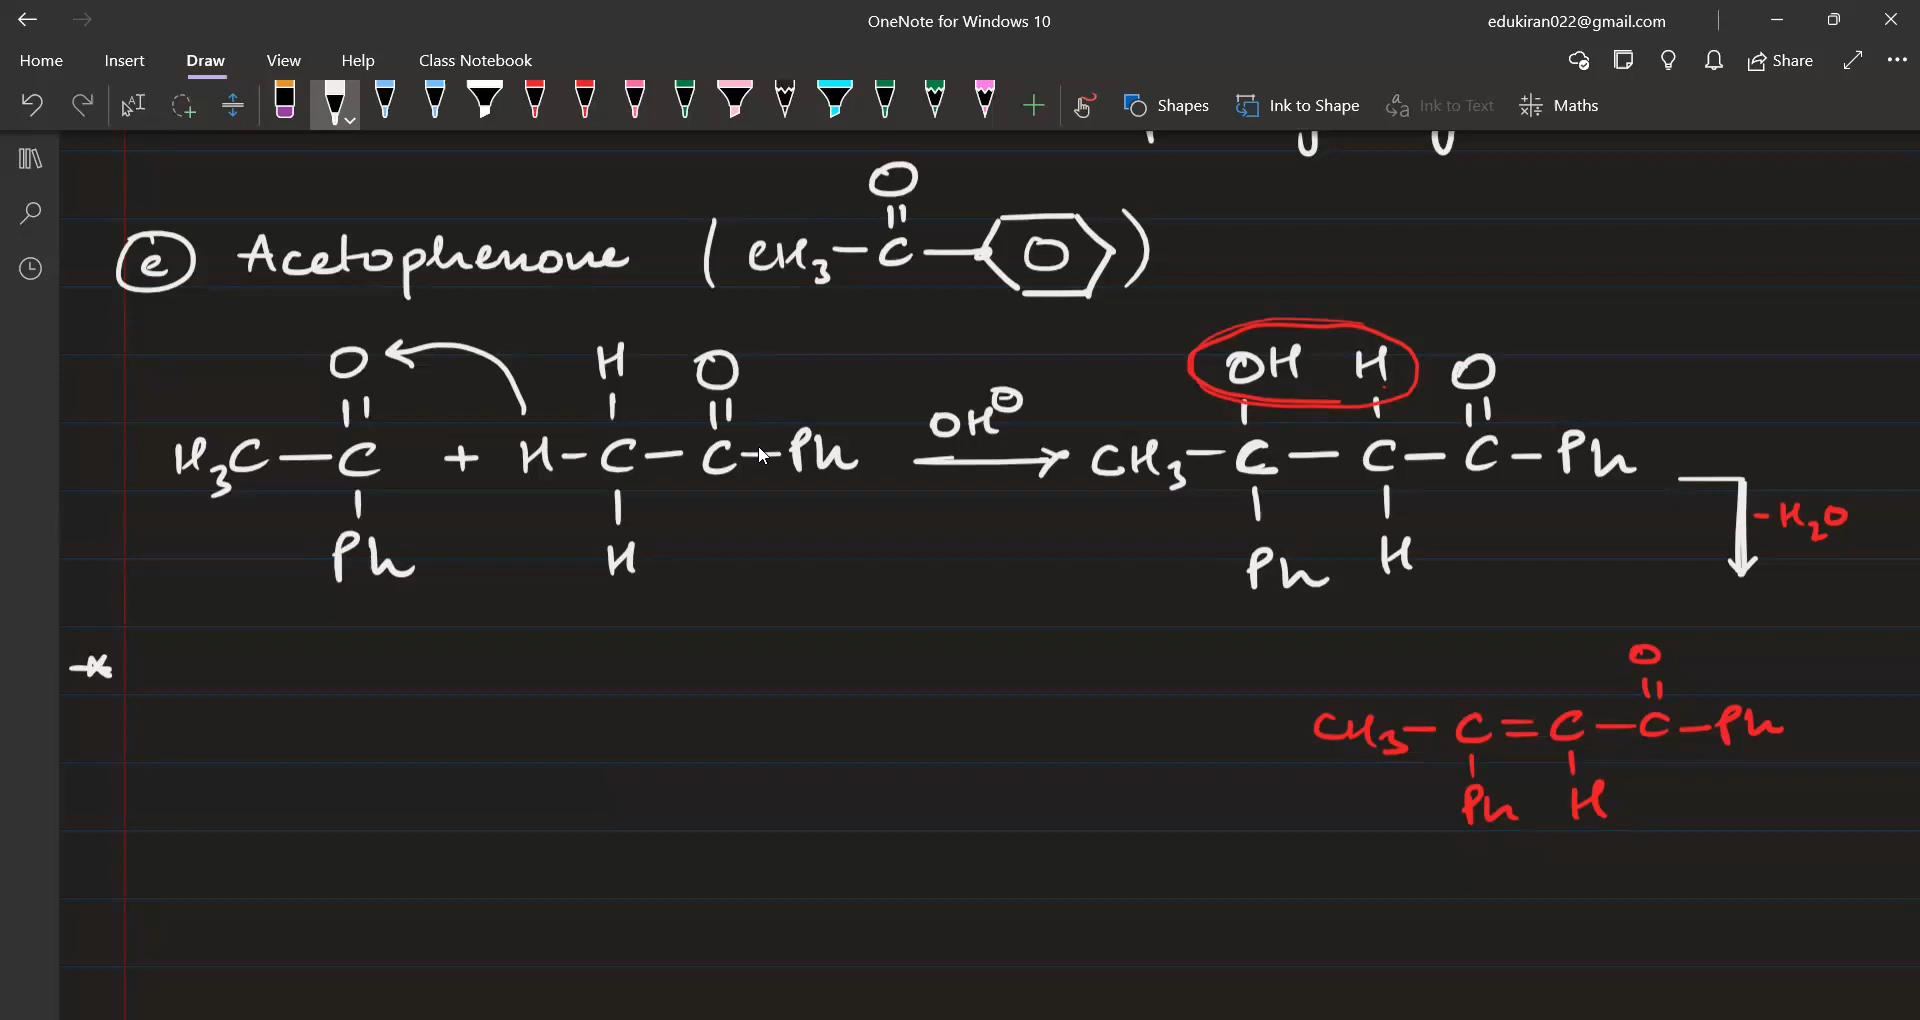 OneNote for Windows 10
edukiran022@gmail.com
Home Insert Draw View Help Class Notebook Share
Shapes Ink to Shape Ink to Text Maths
O
||
(e) Acetophenone (CH3-C-⌬)
O H O OH H O
|| | || OH⊖ | | ||
H3C-C + H-C-C-Ph → CH3-C-C-C-Ph
| | | |
Ph H Ph H
-H2O
*
O
||
CH3-C=C-C-Ph
| |
Ph H